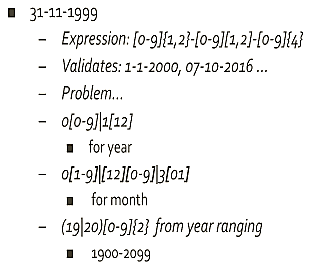 31-11-1999
– Expression: [0-9]{1,2}-[0-9][1,2]-[0-9]{4}
– Validates: 1-1-2000, 07-10-2016 ...
– Problem...
– 0[0-9]|1[12]
for year
– 0[1-9]|[12][0-9]|3[01]
for month
– (19|20)[0-9]{2} from year ranging
1900-2099